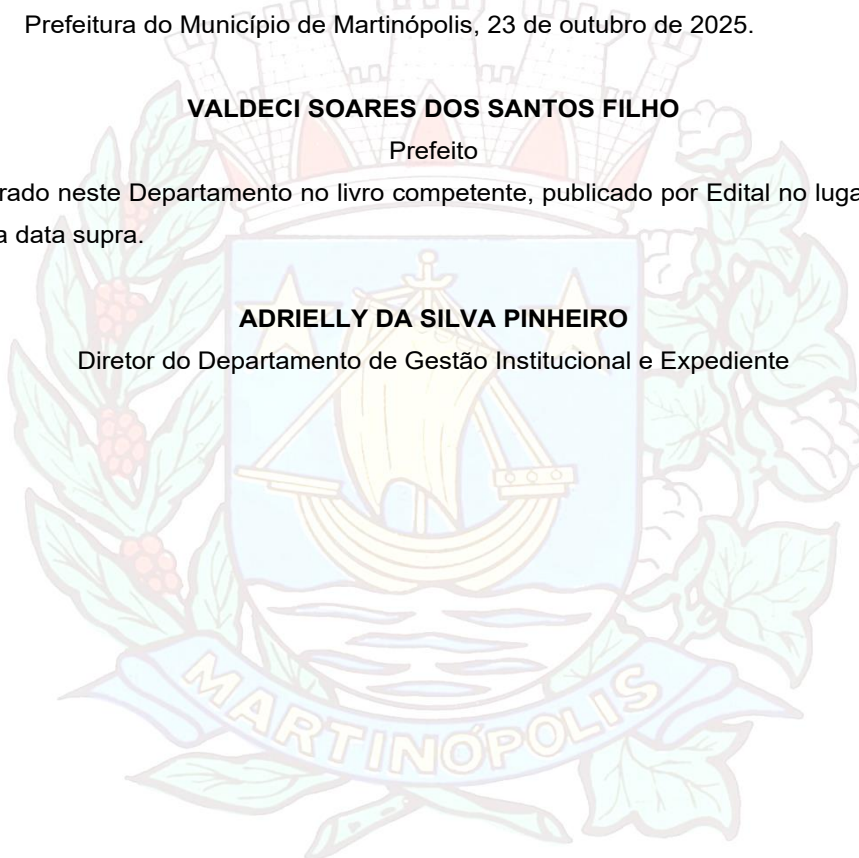 Prefeitura do Município de Martinópolis, 23 de outubro de 2025.
VALDECI SOARES DOS SANTOS FILHO
Prefeito
rado neste Departamento no livro competente, publicado por Edital no luga
a data supra.
ADRIELLY DA SILVA PINHEIRO
Diretor do Departamento de Gestão Institucional e Expediente
MARTINÓPOLIS